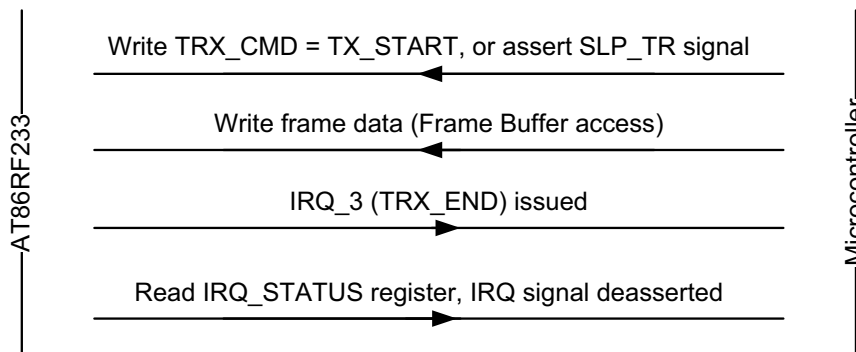 Write TRX_CMD = TX_START, or assert SLP_TR signal
Write frame data (Frame Buffer access)
IRQ_3 (TRX_END) issued
Read IRQ_STATUS register, IRQ signal deasserted
AT86RF233
Microcontroller